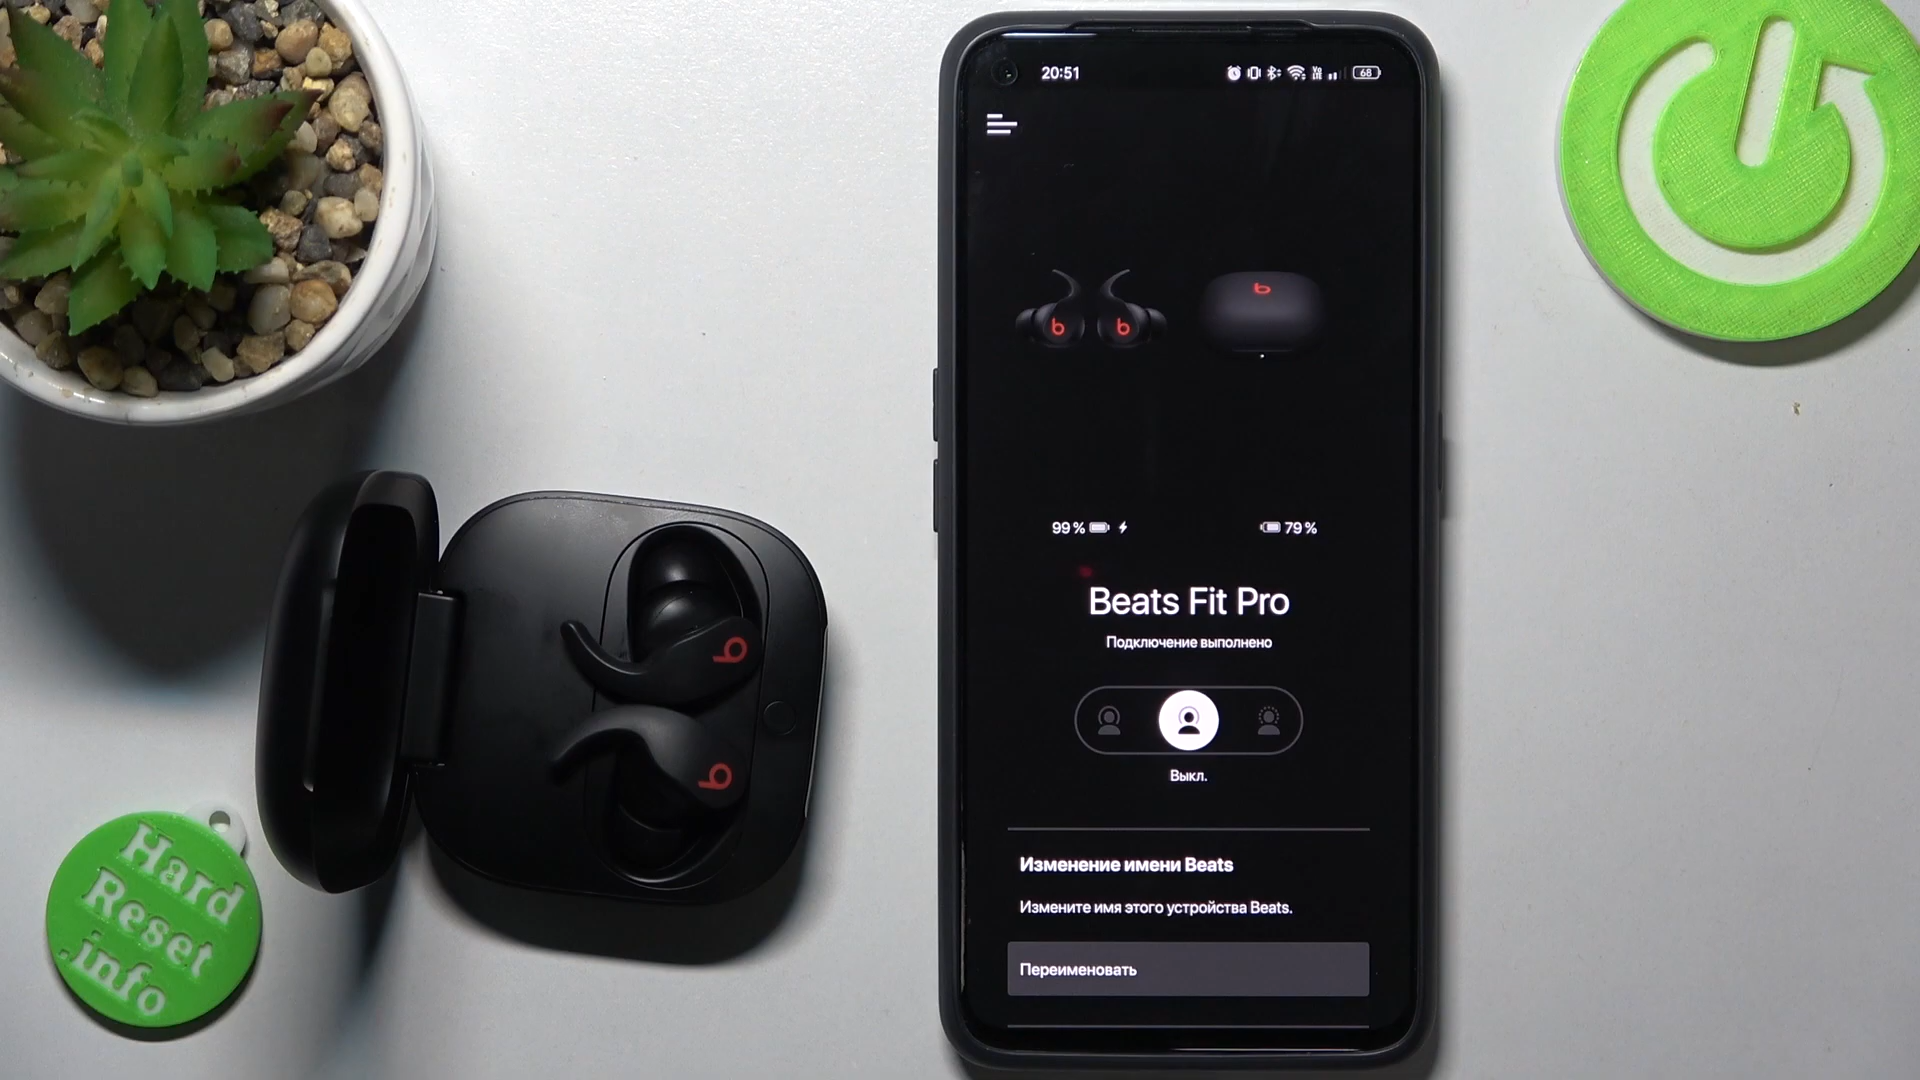 20:51
68
99 %
79 %
Beats Fit Pro
Подключение выполнено
Выкл.
Изменение имени Beats
Измените имя этого устройства Beats.
Переименовать
Hard
Reset
.info